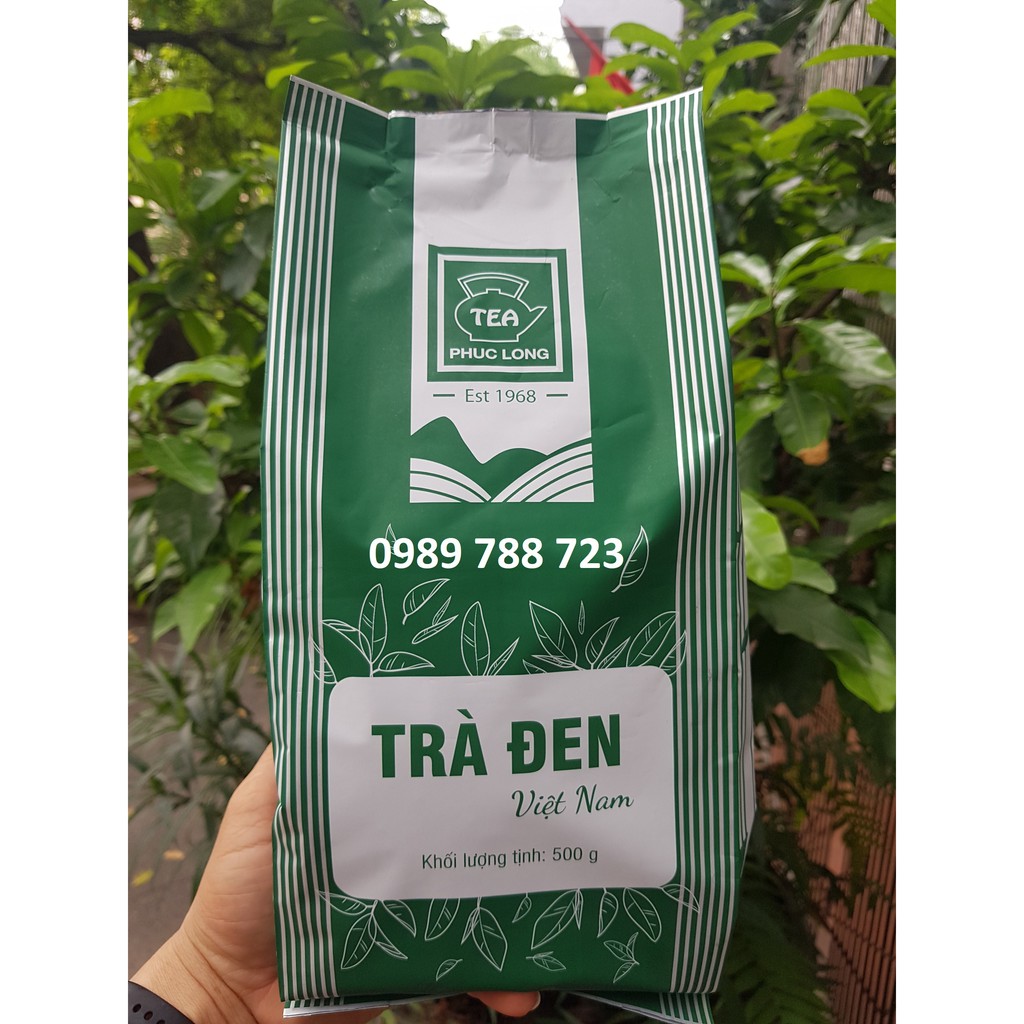 TEA
PHUC LONG
Est 1968
0989 788 723
TRÀ ĐEN
Việt Nam
Khối lượng tịnh: 500 g